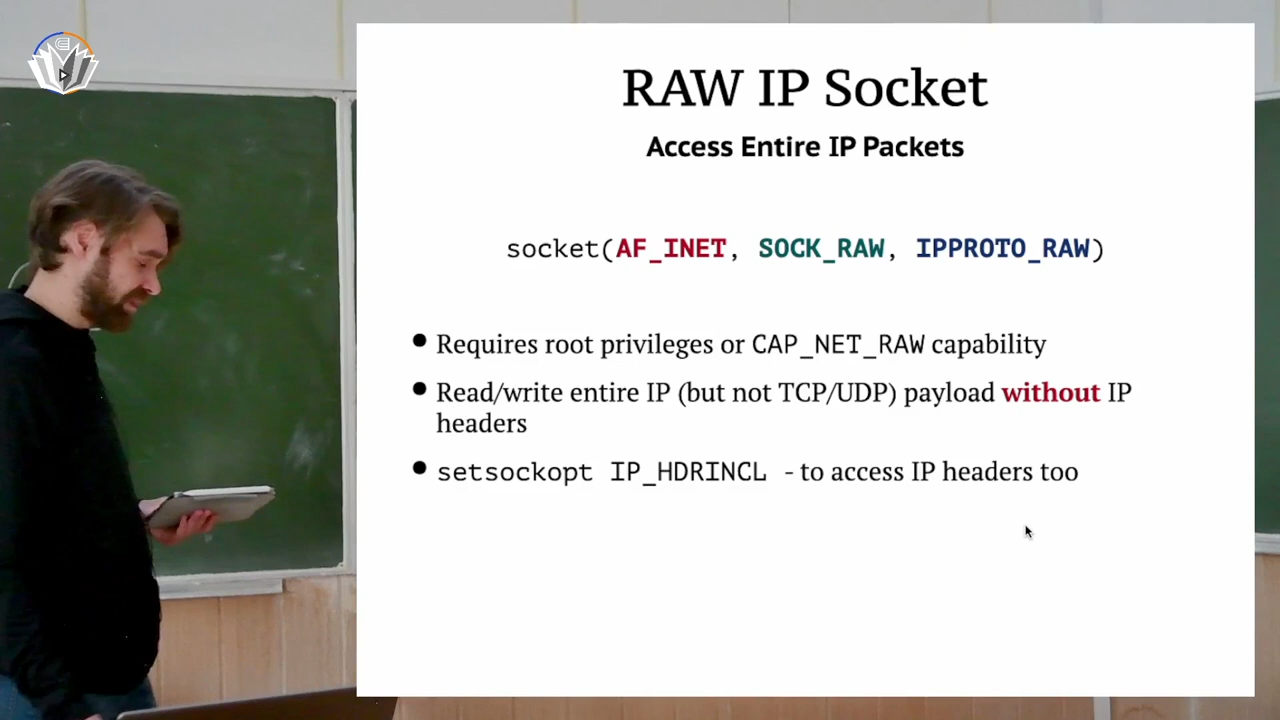 RAW IP Socket
Access Entire IP Packets
socket(AF_INET, SOCK_RAW, IPPROTO_RAW)
• Requires root privileges or CAP_NET_RAW capability
• Read/write entire IP (but not TCP/UDP) payload without IP
headers
• setsockopt IP_HDRINCL - to access IP headers too